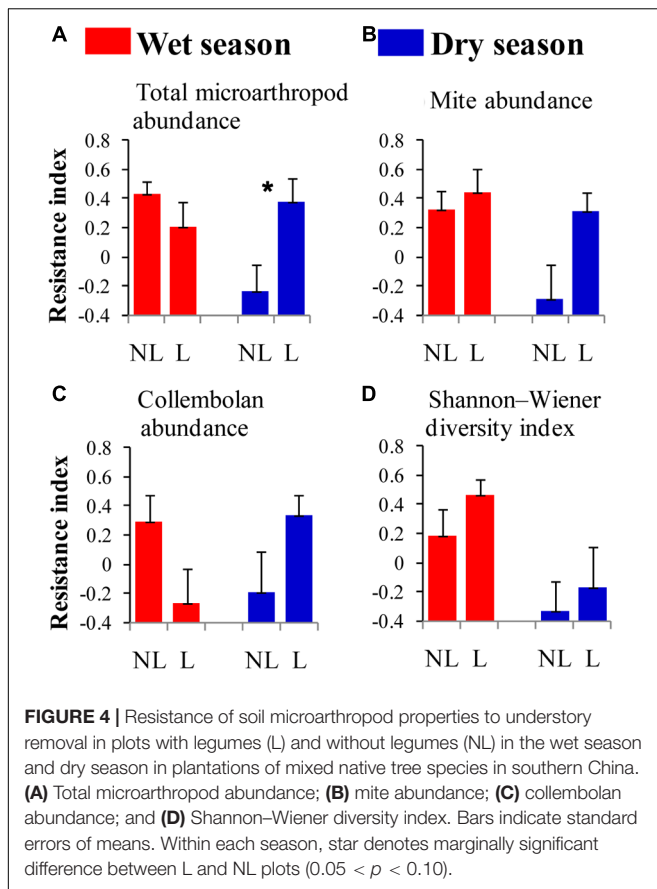 A Wet season B Dry season
Total microarthropod
abundance
Mite abundance
Resistance index
0.8
0.6
0.4
0.2
0
-0.2
-0.4
*
NL L NL L
0.8
0.6
0.4
0.2
0
-0.2
-0.4
NL L NL L
C Collembolan
abundance
D Shannon–Wiener
diversity index
Resistance index
0.8
0.6
0.4
0.2
0
-0.2
-0.4
NL L NL L
0.8
0.6
0.4
0.2
0
-0.2
-0.4
NL L NL L
FIGURE 4 | Resistance of soil microarthropod properties to understory
removal in plots with legumes (L) and without legumes (NL) in the wet season
and dry season in plantations of mixed native tree species in southern China.
(A) Total microarthropod abundance; (B) mite abundance; (C) collembolan
abundance; and (D) Shannon–Wiener diversity index. Bars indicate standard
errors of means. Within each season, star denotes marginally significant
difference between L and NL plots (0.05 < p < 0.10).